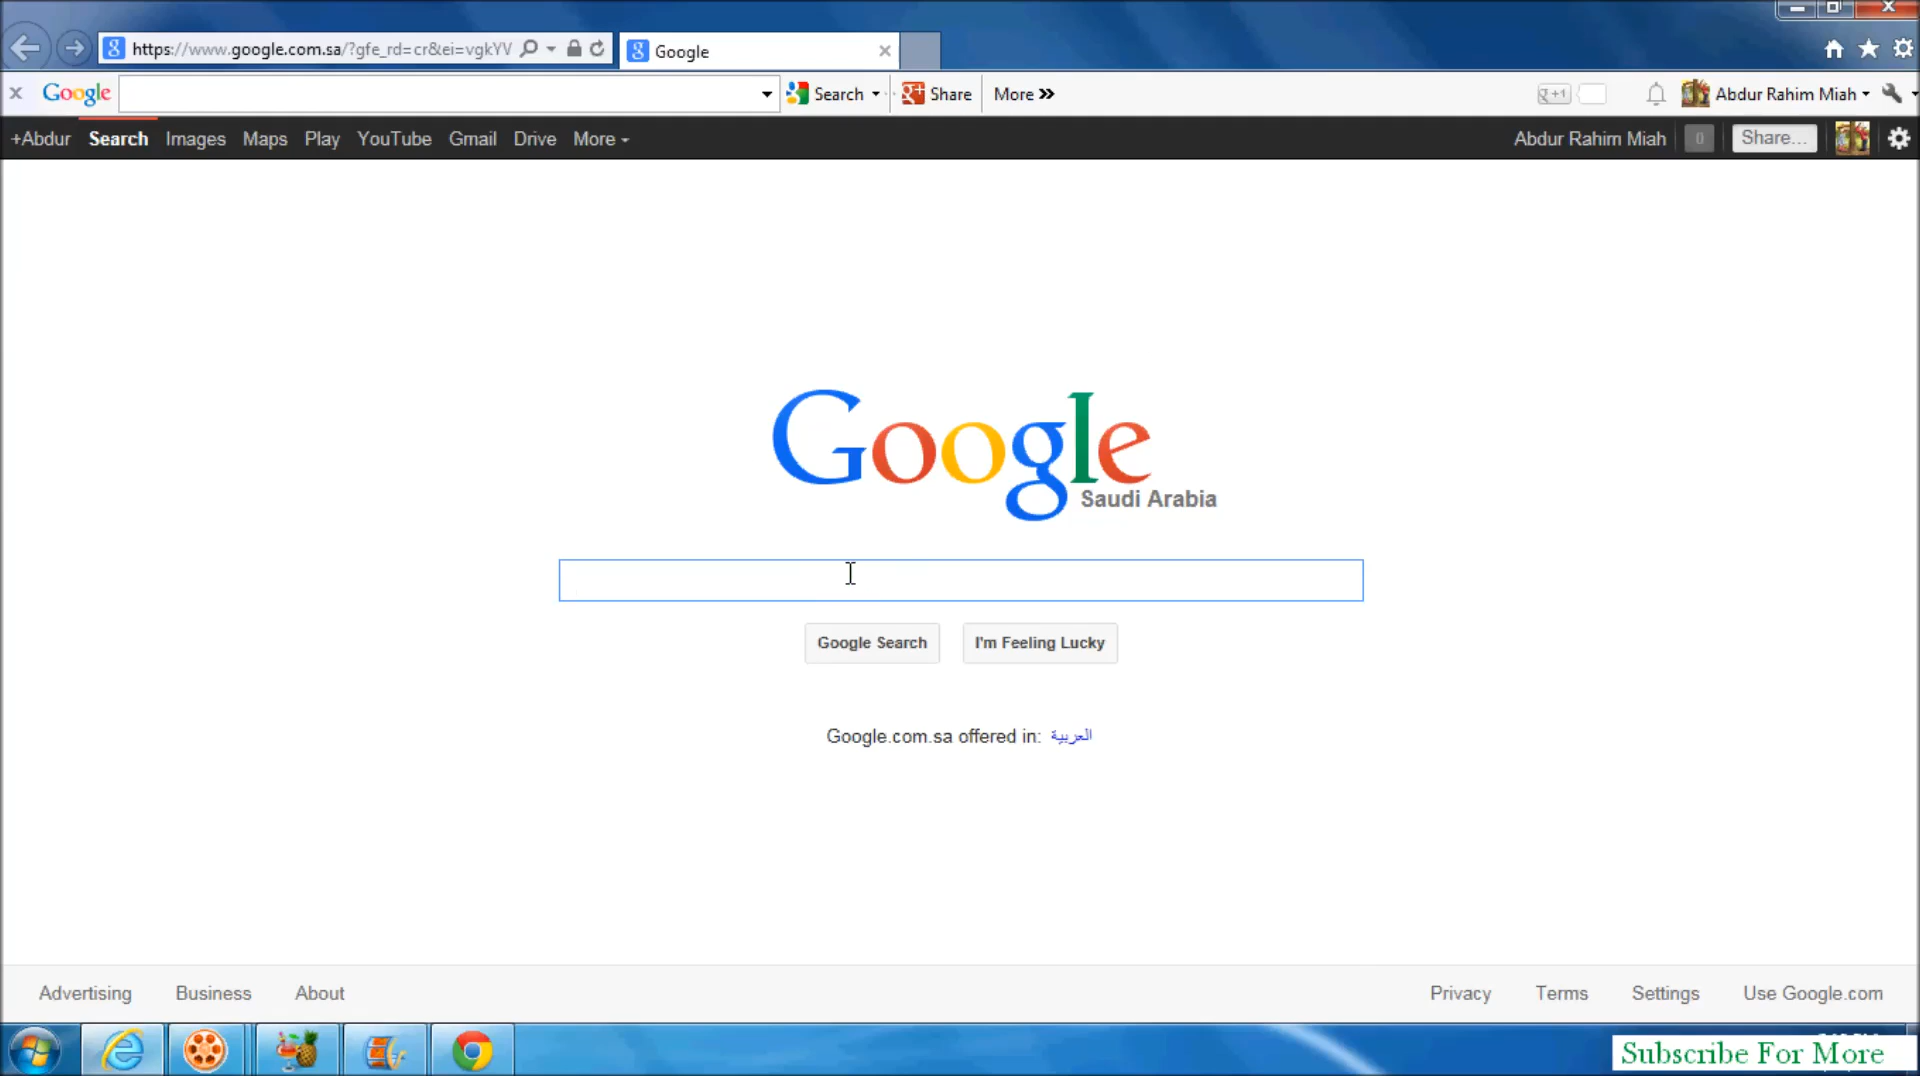 https://www.google.com.sa/?gfe_rd=cr&ei=vgkYV
Google
Google Search Share More »
g+1 Abdur Rahim Miah
+Abdur Search Images Maps Play YouTube Gmail Drive More
Abdur Rahim Miah 0 Share...
Google
Saudi Arabia
Google Search I'm Feeling Lucky
Google.com.sa offered in: العربية
Advertising Business About Privacy Terms Settings Use Google.com
Subscribe For More